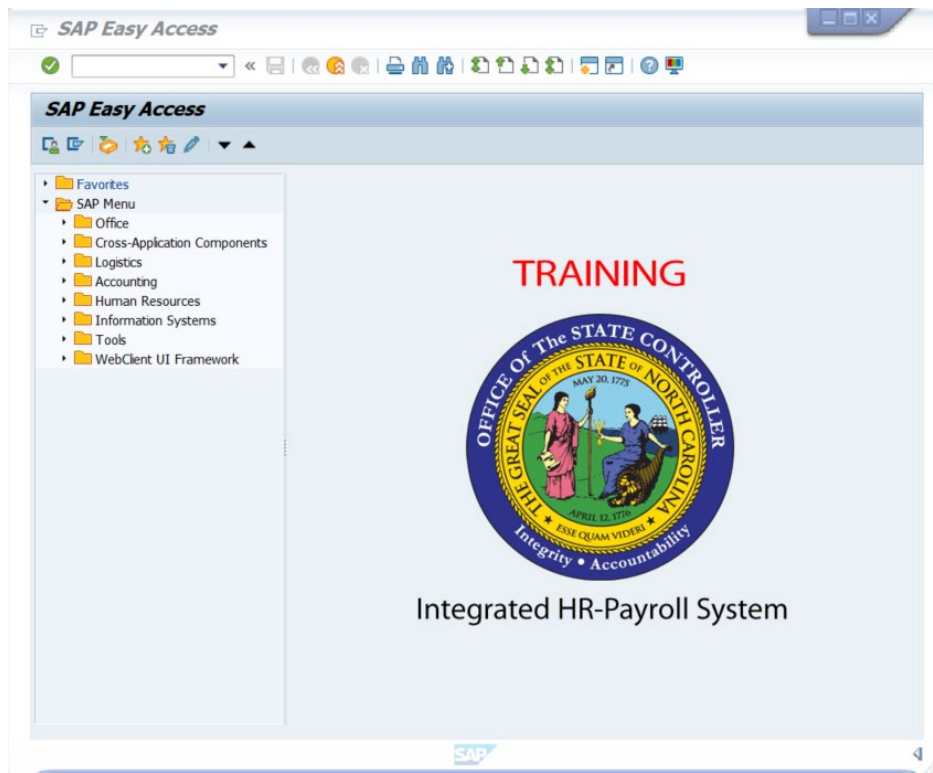 SAP Easy Access
SAP Easy Access
Favorites
SAP Menu
Office
Cross-Application Components
Logistics
Accounting
Human Resources
Information Systems
Tools
WebClient UI Framework
TRAINING
OFFICE Of The STATE CONTROLLER
THE GREAT SEAL OF THE STATE OF NORTH CAROLINA
MAY 20, 1775
APRIL 12, 1776
ESSE QUAM VIDERI
Integrity • Accountability
Integrated HR-Payroll System
SAP